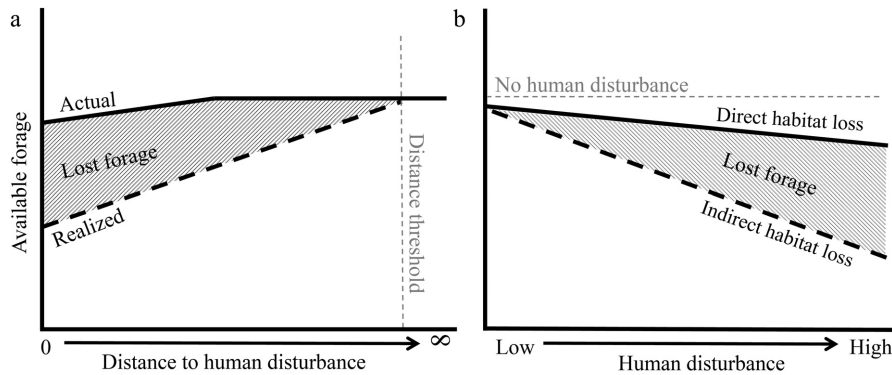 a
Available forage
Actual
Lost forage
Realized
Distance threshold
0
∞
Distance to human disturbance
b
No human disturbance
Direct habitat loss
Lost forage
Indirect habitat loss
Low
High
Human disturbance